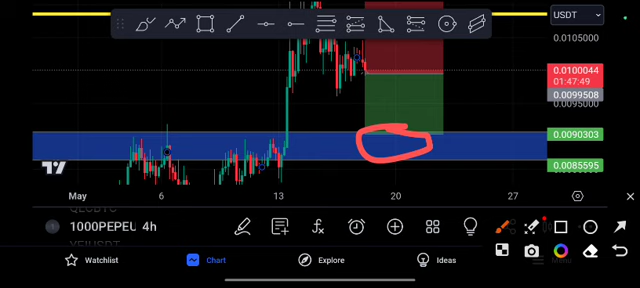 USDT
0.0105000
0.0100044
01:47:49
0.0099508
0.0095000
0.0090303
0.0085595
May 6 13 20 27
1000PEPEU 4h
Watchlist Chart Explore Ideas